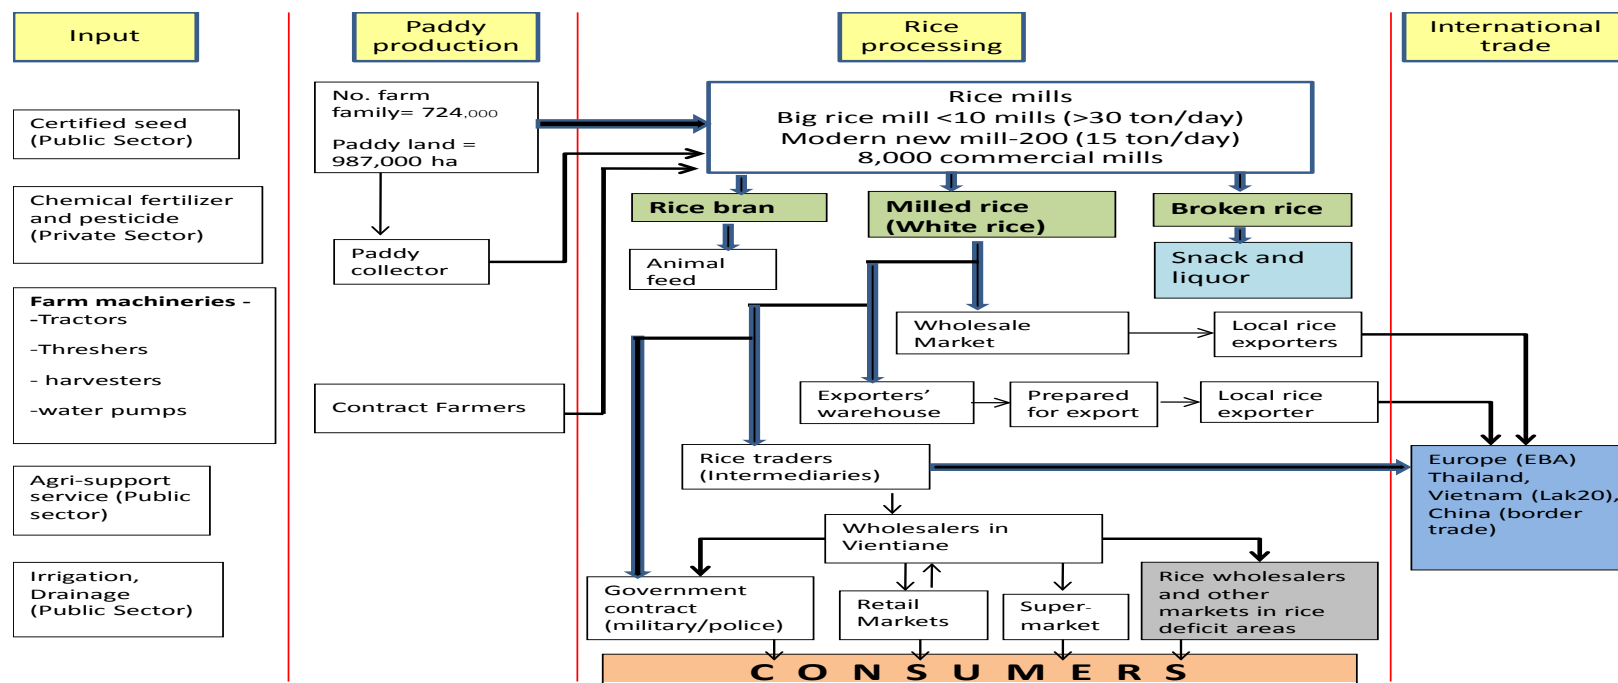 Input
Paddy
production
Rice
processing
International
trade
Certified seed
(Public Sector)
Chemical fertilizer
and pesticide
(Private Sector)
Farm machineries -
-Tractors
-Threshers
- harvesters
-water pumps
Agri-support
service (Public
sector)
Irrigation,
Drainage
(Public Sector)
No. farm
family= 724,000
Paddy land =
987,000 ha
Paddy
collector
Contract Farmers
Rice mills
Big rice mill <10 mills (>30 ton/day)
Modern new mill-200 (15 ton/day)
8,000 commercial mills
Rice bran
Milled rice
(White rice)
Broken rice
Animal
feed
Snack and
liquor
Wholesale
Market
Local rice
exporters
Exporters’
warehouse
Prepared
for export
Local rice
exporter
Rice traders
(Intermediaries)
Europe (EBA)
Thailand,
Vietnam (Lak20),
China (border
trade)
Wholesalers in
Vientiane
Government
contract
(military/police)
Retail
Markets
Super-
market
Rice wholesalers
and other
markets in rice
deficit areas
CONSUMERS